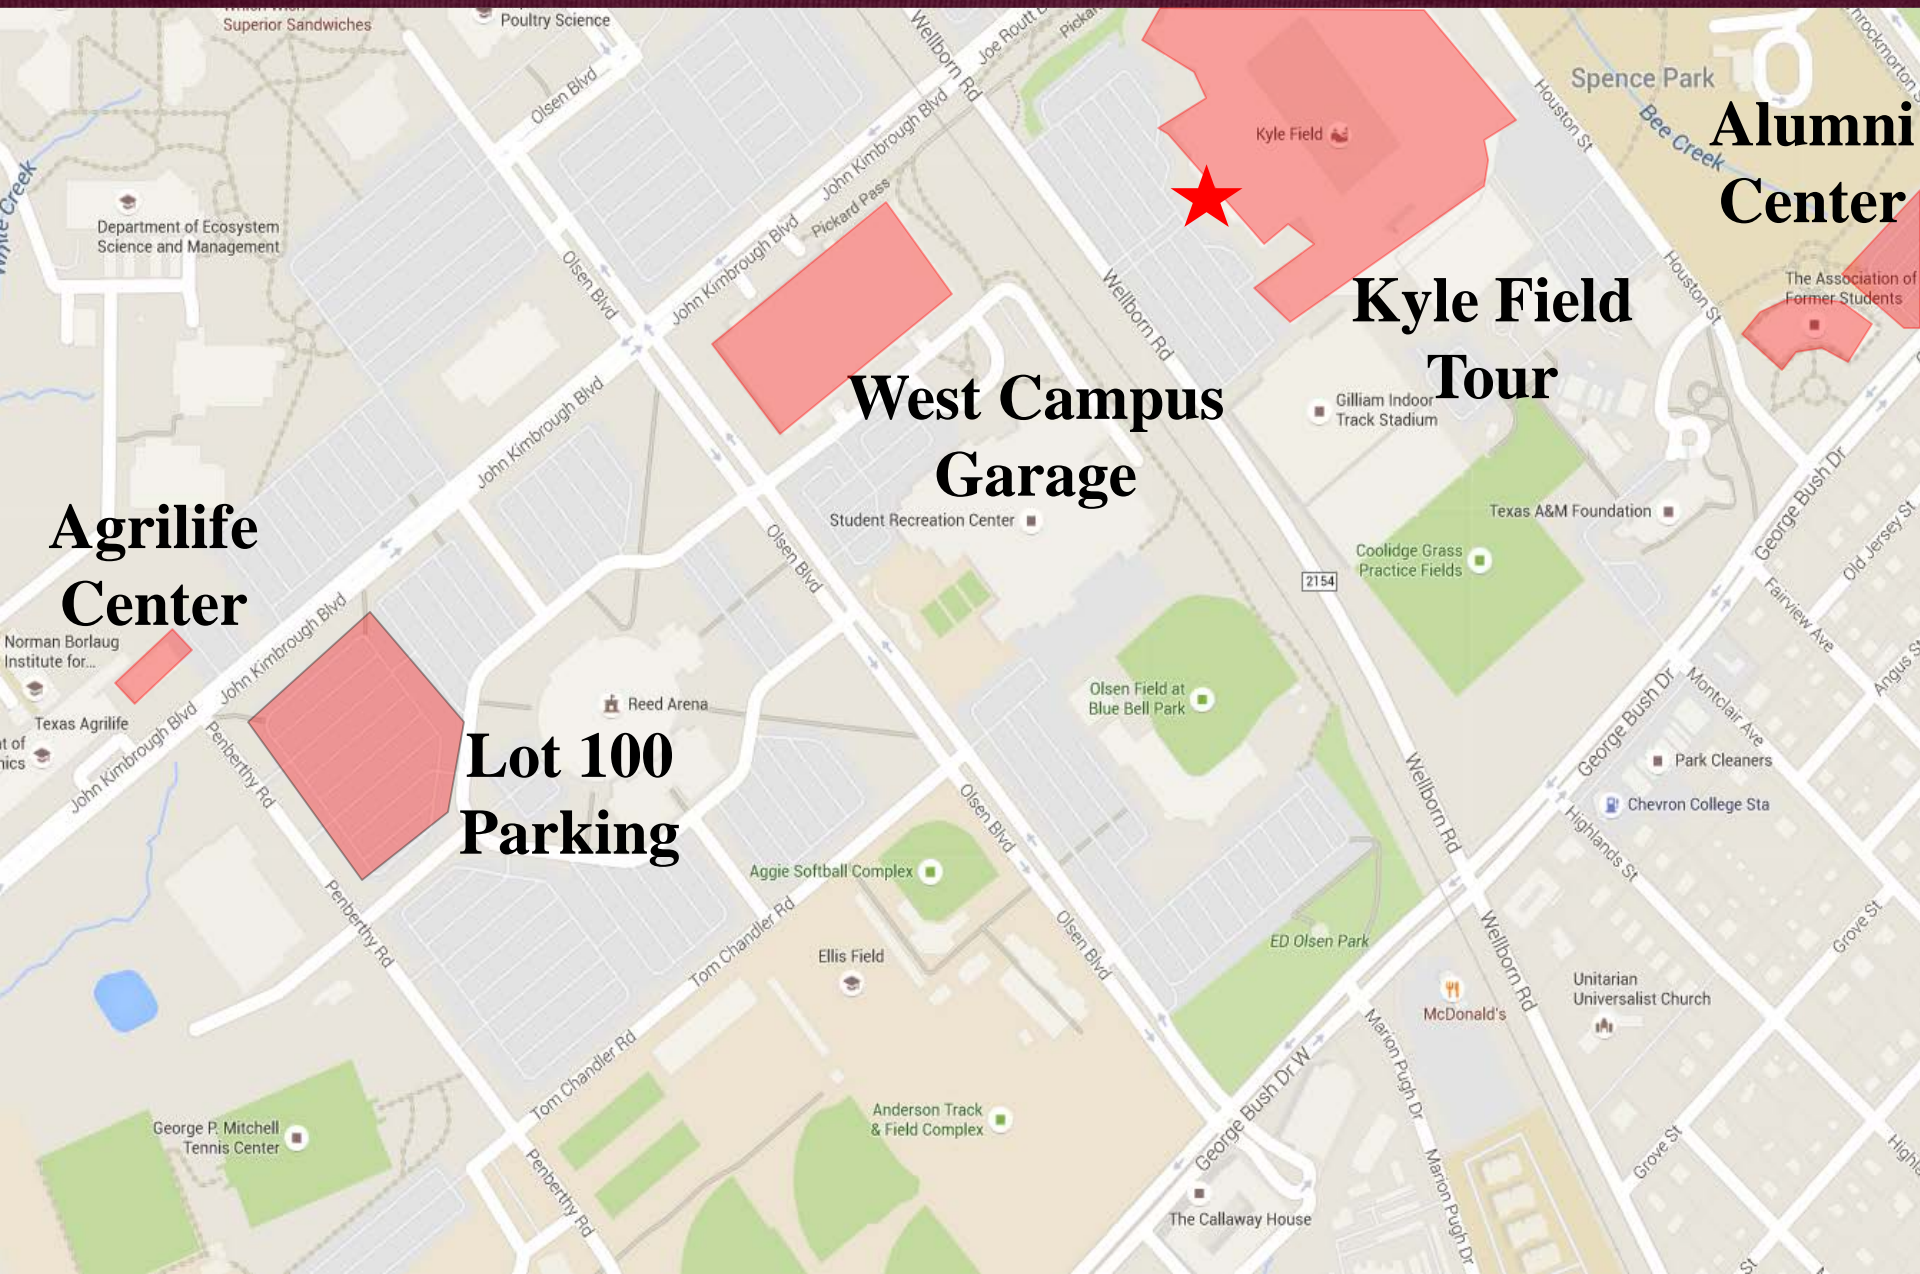 Superior Sandwiches
Poultry Science
Olsen Blvd
Wellborn Rd
Joe Routt
John Kimbrough Blvd
Pickard Pass
John Kimbrough Blvd
Kyle Field
Houston St
Spence Park
Bee Creek
Alumni
Center
Department of Ecosystem
Science and Management
Olsen Blvd
Wellborn Rd
Houston St
The Association of
Former Students
Kyle Field
Tour
West Campus
Garage
Gilliam Indoor
Track Stadium
John Kimbrough Blvd
Student Recreation Center
Olsen Blvd
Texas A&M Foundation
George Bush Dr
Old Jersey St
Coolidge Grass
Practice Fields
2154
Fairview Ave
Agrilife
Center
Norman Borlaug
Institute for...
John Kimbrough Blvd
Texas Agrilife
John Kimbrough Blvd
Penberthy Rd
Lot 100
Parking
Reed Arena
Olsen Field at
Blue Bell Park
George Bush Dr
Montclair Ave
Park Cleaners
Chevron College Sta
Wellborn Rd
Highlands St
Olsen Blvd
Aggie Softball Complex
Penberthy Rd
Tom Chandler Rd
Ellis Field
Olsen Blvd
ED Olsen Park
McDonald's
Wellborn Rd
Unitarian
Universalist Church
Grove St
Marion Pugh Dr
Tom Chandler Rd
George Bush Dr W
George P. Mitchell
Tennis Center
Anderson Track
& Field Complex
Penberthy Rd
The Callaway House
Marion Pugh Dr
Grove St